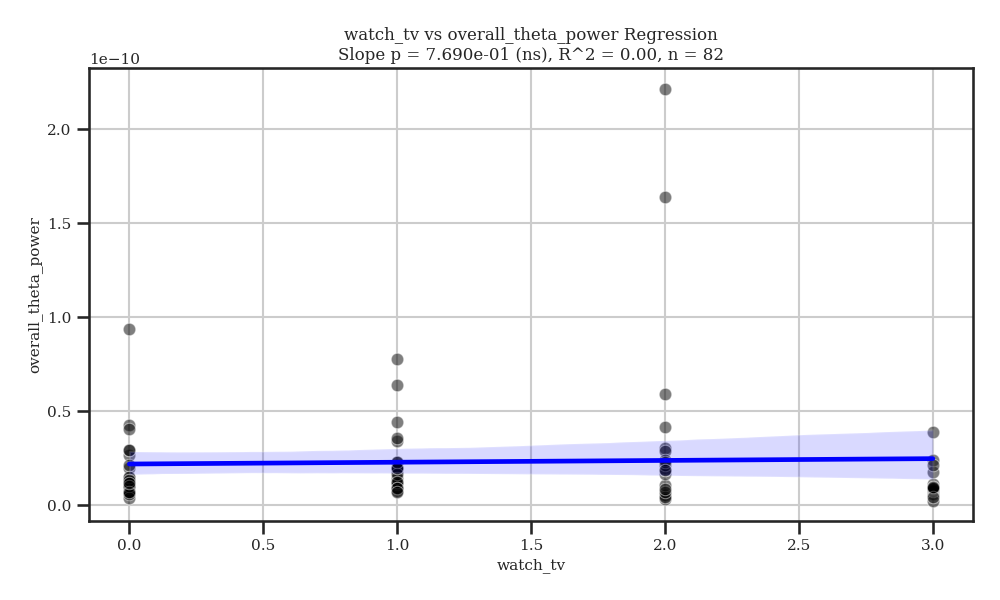 watch_tv vs overall_theta_power Regression
Slope p = 7.690e-01 (ns), R^2 = 0.00, n = 82
1e−10
2.0
1.5
1.0
0.5
0.0
overall_theta_power
0.0 0.5 1.0 1.5 2.0 2.5 3.0
watch_tv